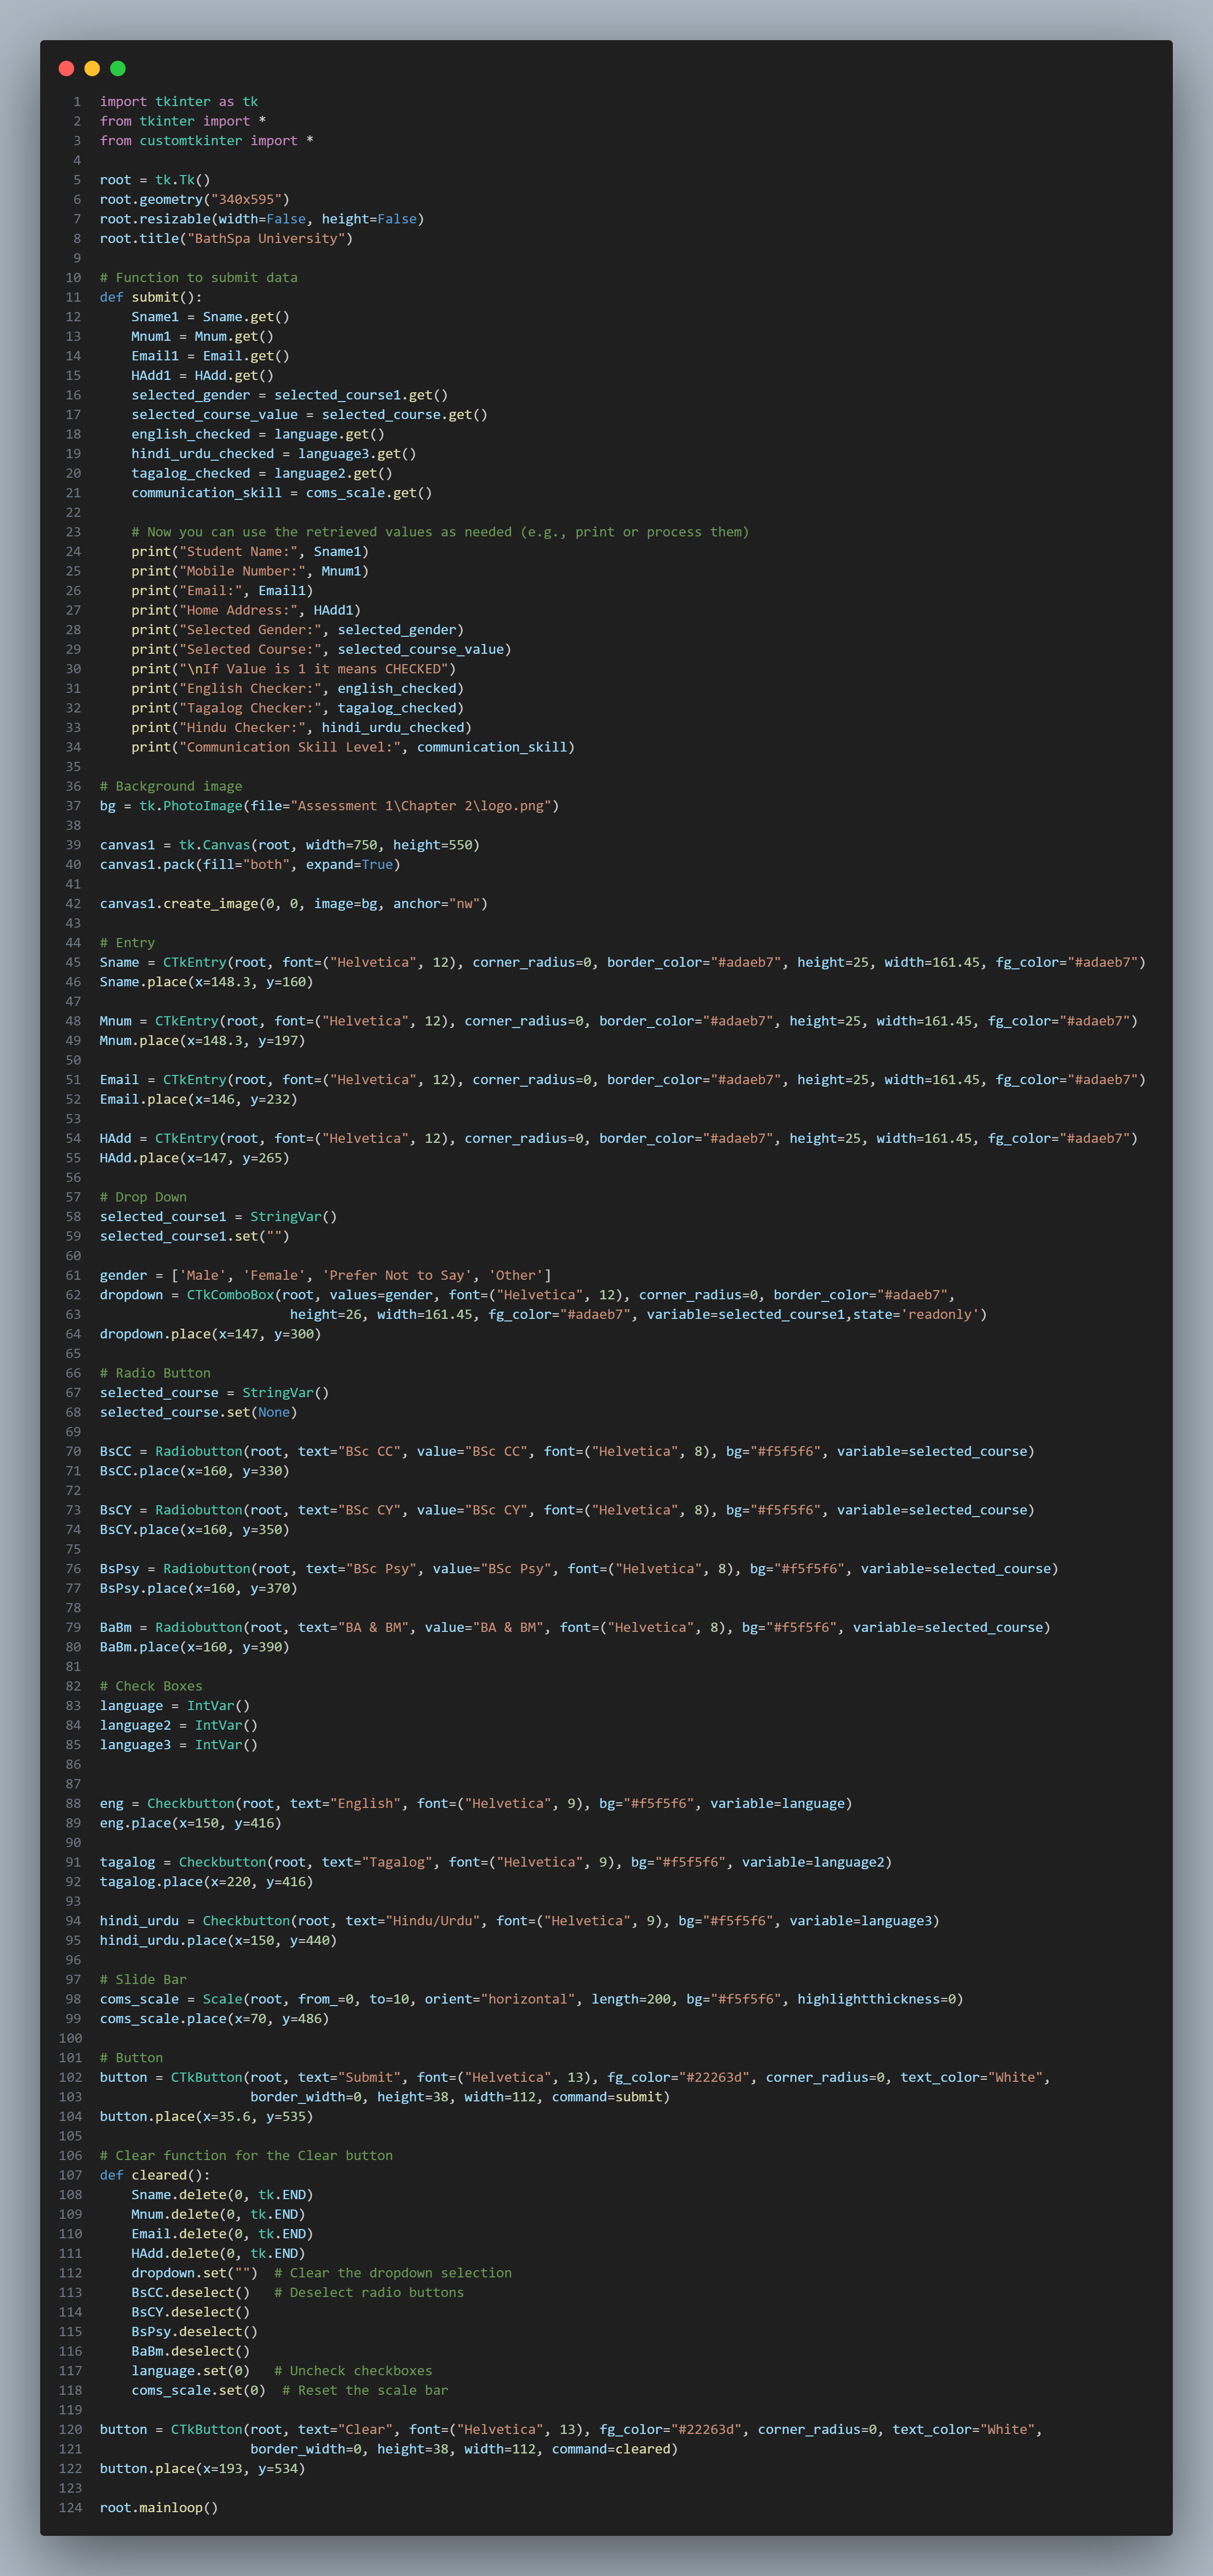 1 import tkinter as tk
2 from tkinter import *
3 from customtkinter import *
4
5 root = tk.Tk()
6 root.geometry("340x595")
7 root.resizable(width=False, height=False)
8 root.title("BathSpa University")
9
10 # Function to submit data
11 def submit():
12     Sname1 = Sname.get()
13     Mnum1 = Mnum.get()
14     Email1 = Email.get()
15     HAdd1 = HAdd.get()
16     selected_gender = selected_course1.get()
17     selected_course_value = selected_course.get()
18     english_checked = language.get()
19     hindi_urdu_checked = language3.get()
20     tagalog_checked = language2.get()
21     communication_skill = coms_scale.get()
22
23     # Now you can use the retrieved values as needed (e.g., print or process them)
24     print("Student Name:", Sname1)
25     print("Mobile Number:", Mnum1)
26     print("Email:", Email1)
27     print("Home Address:", HAdd1)
28     print("Selected Gender:", selected_gender)
29     print("Selected Course:", selected_course_value)
30     print("\nIf Value is 1 it means CHECKED")
31     print("English Checker:", english_checked)
32     print("Tagalog Checker:", tagalog_checked)
33     print("Hindu Checker:", hindi_urdu_checked)
34     print("Communication Skill Level:", communication_skill)
35
36 # Background image
37 bg = tk.PhotoImage(file="Assessment 1\Chapter 2\logo.png")
38
39 canvas1 = tk.Canvas(root, width=750, height=550)
40 canvas1.pack(fill="both", expand=True)
41
42 canvas1.create_image(0, 0, image=bg, anchor="nw")
43
44 # Entry
45 Sname = CTkEntry(root, font=("Helvetica", 12), corner_radius=0, border_color="#adaeb7", height=25, width=161.45, fg_color="#adaeb7")
46 Sname.place(x=148.3, y=160)
47
48 Mnum = CTkEntry(root, font=("Helvetica", 12), corner_radius=0, border_color="#adaeb7", height=25, width=161.45, fg_color="#adaeb7")
49 Mnum.place(x=148.3, y=197)
50
51 Email = CTkEntry(root, font=("Helvetica", 12), corner_radius=0, border_color="#adaeb7", height=25, width=161.45, fg_color="#adaeb7")
52 Email.place(x=146, y=232)
53
54 HAdd = CTkEntry(root, font=("Helvetica", 12), corner_radius=0, border_color="#adaeb7", height=25, width=161.45, fg_color="#adaeb7")
55 HAdd.place(x=147, y=265)
56
57 # Drop Down
58 selected_course1 = StringVar()
59 selected_course1.set("")
60
61 gender = ['Male', 'Female', 'Prefer Not to Say', 'Other']
62 dropdown = CTkComboBox(root, values=gender, font=("Helvetica", 12), corner_radius=0, border_color="#adaeb7",
63                         height=26, width=161.45, fg_color="#adaeb7", variable=selected_course1,state='readonly')
64 dropdown.place(x=147, y=300)
65
66 # Radio Button
67 selected_course = StringVar()
68 selected_course.set(None)
69
70 BsCC = Radiobutton(root, text="BSc CC", value="BSc CC", font=("Helvetica", 8), bg="#f5f5f6", variable=selected_course)
71 BsCC.place(x=160, y=330)
72
73 BsCY = Radiobutton(root, text="BSc CY", value="BSc CY", font=("Helvetica", 8), bg="#f5f5f6", variable=selected_course)
74 BsCY.place(x=160, y=350)
75
76 BsPsy = Radiobutton(root, text="BSc Psy", value="BSc Psy", font=("Helvetica", 8), bg="#f5f5f6", variable=selected_course)
77 BsPsy.place(x=160, y=370)
78
79 BaBm = Radiobutton(root, text="BA & BM", value="BA & BM", font=("Helvetica", 8), bg="#f5f5f6", variable=selected_course)
80 BaBm.place(x=160, y=390)
81
82 # Check Boxes
83 language = IntVar()
84 language2 = IntVar()
85 language3 = IntVar()
86
87
88 eng = Checkbutton(root, text="English", font=("Helvetica", 9), bg="#f5f5f6", variable=language)
89 eng.place(x=150, y=416)
90
91 tagalog = Checkbutton(root, text="Tagalog", font=("Helvetica", 9), bg="#f5f5f6", variable=language2)
92 tagalog.place(x=220, y=416)
93
94 hindi_urdu = Checkbutton(root, text="Hindu/Urdu", font=("Helvetica", 9), bg="#f5f5f6", variable=language3)
95 hindi_urdu.place(x=150, y=440)
96
97 # Slide Bar
98 coms_scale = Scale(root, from_=0, to=10, orient="horizontal", length=200, bg="#f5f5f6", highlightthickness=0)
99 coms_scale.place(x=70, y=486)
100
101 # Button
102 button = CTkButton(root, text="Submit", font=("Helvetica", 13), fg_color="#22263d", corner_radius=0, text_color="White",
103                    border_width=0, height=38, width=112, command=submit)
104 button.place(x=35.6, y=535)
105
106 # Clear function for the Clear button
107 def cleared():
108     Sname.delete(0, tk.END)
109     Mnum.delete(0, tk.END)
110     Email.delete(0, tk.END)
111     HAdd.delete(0, tk.END)
112     dropdown.set("")  # Clear the dropdown selection
113     BsCC.deselect()   # Deselect radio buttons
114     BsCY.deselect()
115     BsPsy.deselect()
116     BaBm.deselect()
117     language.set(0)   # Uncheck checkboxes
118     coms_scale.set(0)  # Reset the scale bar
119
120 button = CTkButton(root, text="Clear", font=("Helvetica", 13), fg_color="#22263d", corner_radius=0, text_color="White",
121                    border_width=0, height=38, width=112, command=cleared)
122 button.place(x=193, y=534)
123
124 root.mainloop()